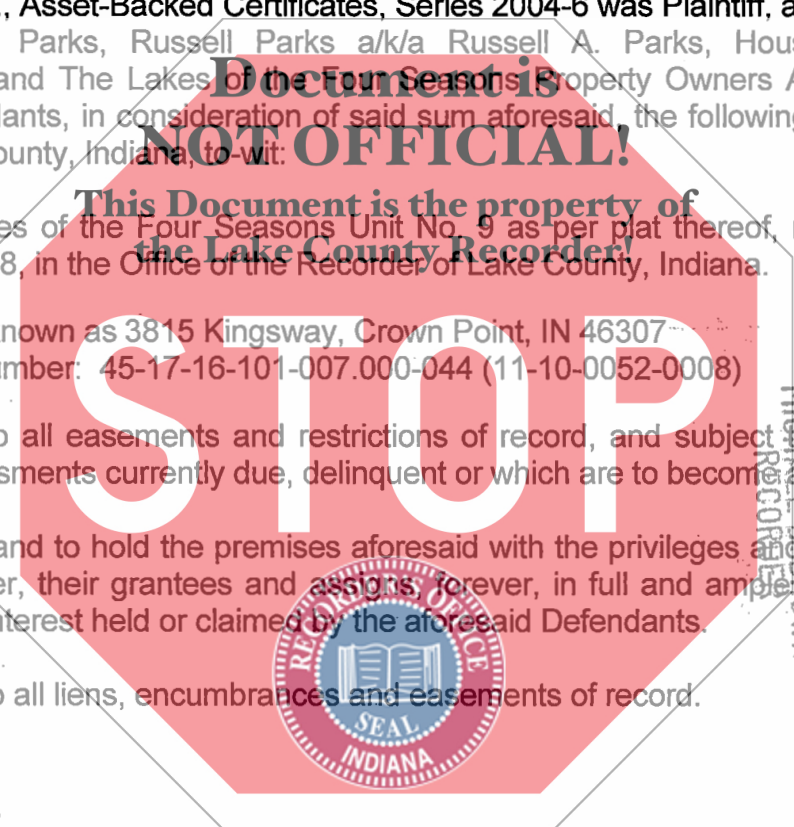 ., Asset-Backed Certificates, Series 2004-6 was Plaintiff, a
Parks, Russell Parks a/k/a Russell A. Parks, Hous
and The Lakes of the Four Seasons Property Owners A
Document is
lants, in consideration of said sum aforesaid, the following
NOT OFFICIAL!
ounty, Indiana, to-wit:
This Document is the property of
es of the Four Seasons Unit No. 9 as per plat thereof, r
the Lake County Recorder!
8, in the Office of the Recorder of Lake County, Indiana.
nown as 3815 Kingsway, Crown Point, IN 46307
umber: 45-17-16-101-007.000-044 (11-10-0052-0008)
STOP
o all easements and restrictions of record, and subject
sments currently due, delinquent or which are to become
RECORDER
and to hold the premises aforesaid with the privileges and
er, their grantees and assigns, forever, in full and ample
nterest held or claimed by the aforesaid Defendants.
RECORDER'S OFFICE
o all liens, encumbrances and easements of record.
SEAL
INDIANA